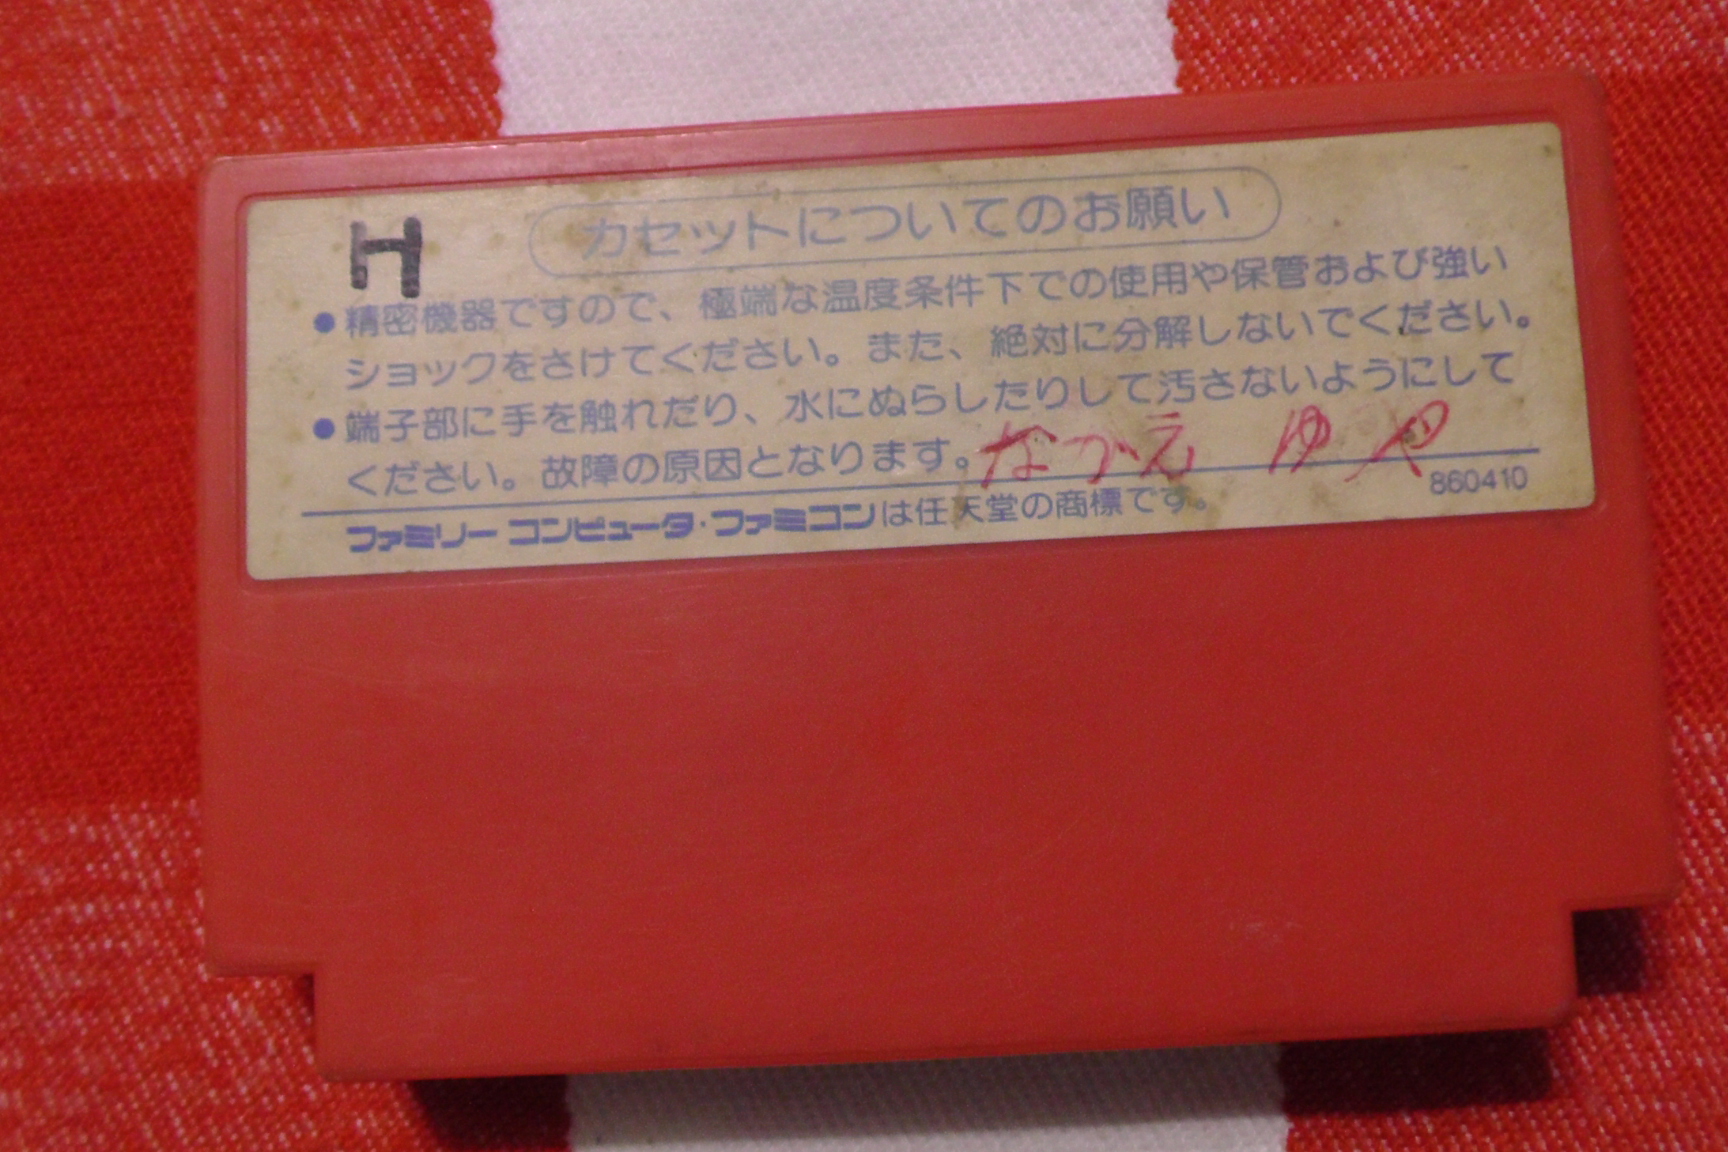 H
カセットについてのお願い
●精密機器ですので、極端な温度条件下での使用や保管および強い
ショックをさけてください。また、絶対に分解しないでください。
●端子部に手を触れだり、水にぬらしたりして汚さないようにして
ください。故障の原因となります。
なかえ ゆや
860410
ファミリー コンピュータ・ファミコンは任天堂の商標です。